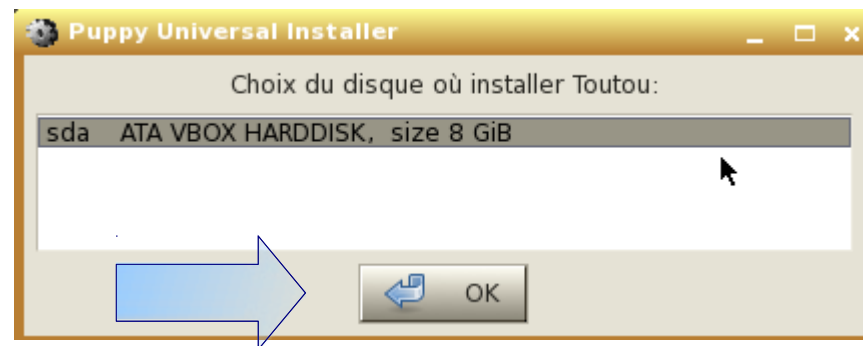 Puppy Universal Installer
Choix du disque où installer Toutou:
sda ATA VBOX HARDDISK, size 8 GiB
OK